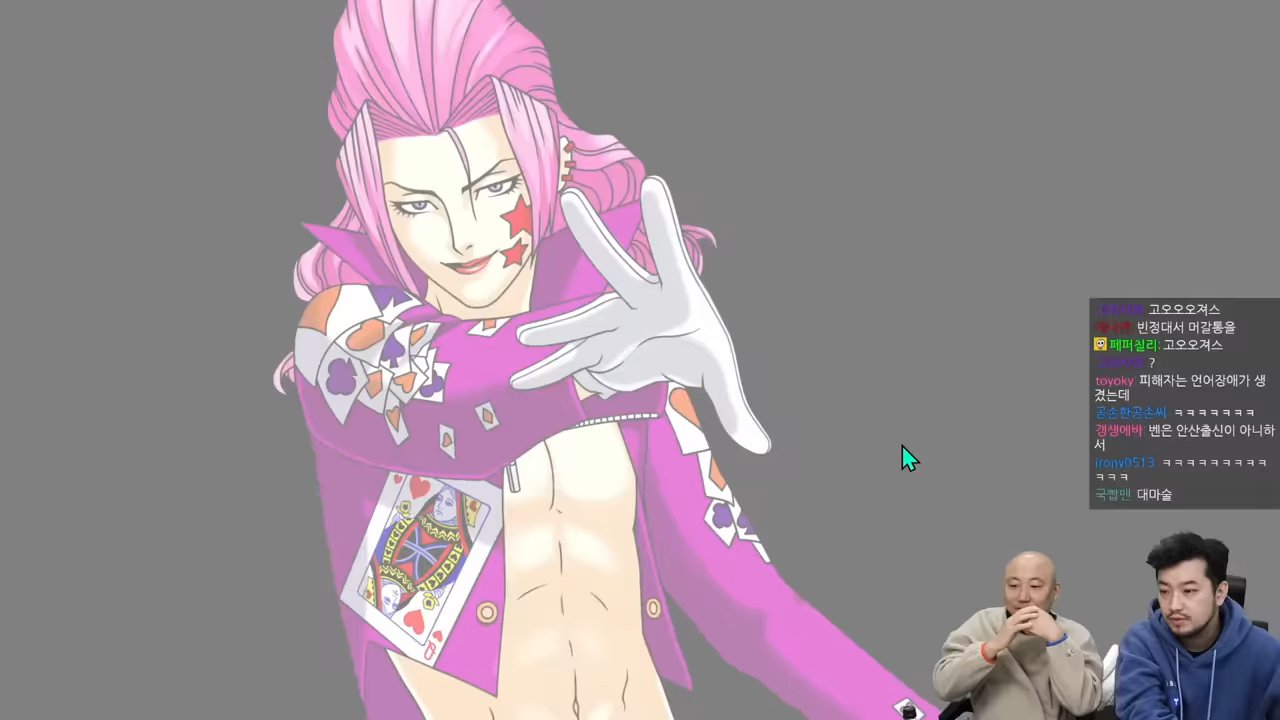 고오오오져스
빈정대서 머갈통을
페퍼칠리: 고오오져스
?
toyoky 피해자는 언어장애가 생
겼는데
공손한공손씨 ㅋㅋㅋㅋㅋㅋㅋ
갱생에바 벤은 안산출신이 아니하
서
irony0513 ㅋㅋㅋㅋㅋㅋㅋㅋㅋ
ㅋㅋㅋ
국빱맨 대마술
Q